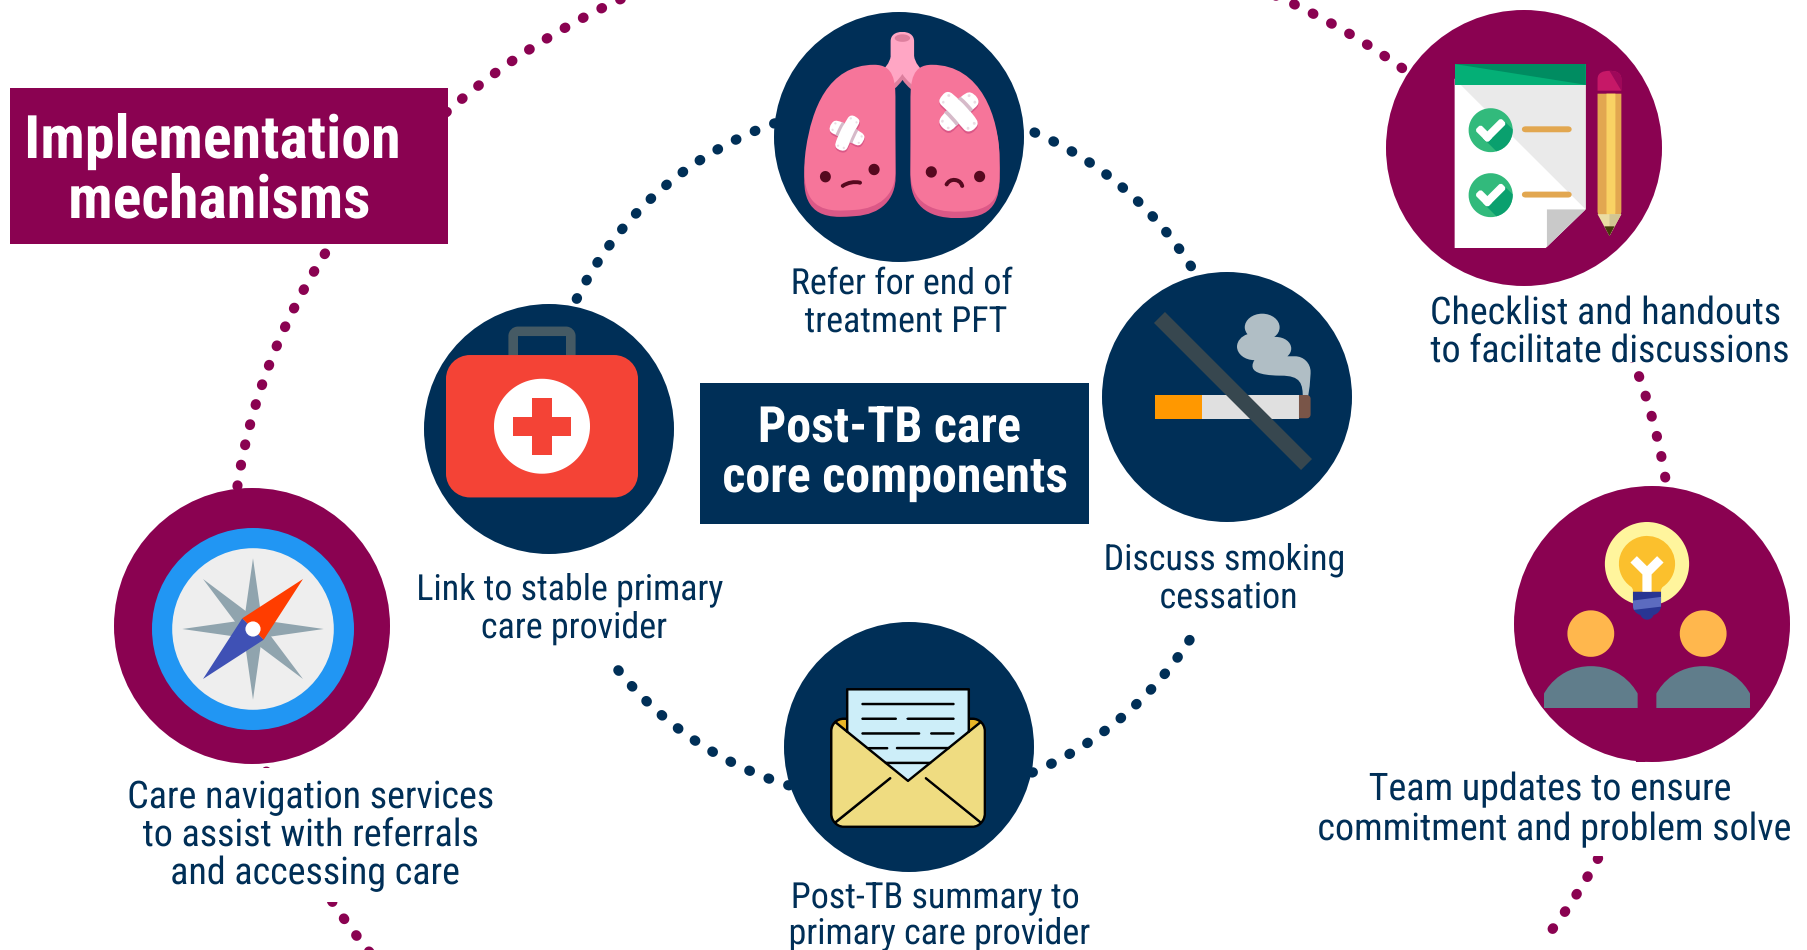 Implementation
mechanisms
Refer for end of
treatment PFT
Checklist and handouts
to facilitate discussions
Post-TB care
core components
Discuss smoking
cessation
Link to stable primary
care provider
Care navigation services
to assist with referrals
and accessing care
Team updates to ensure
commitment and problem solve
Post-TB summary to
primary care provider